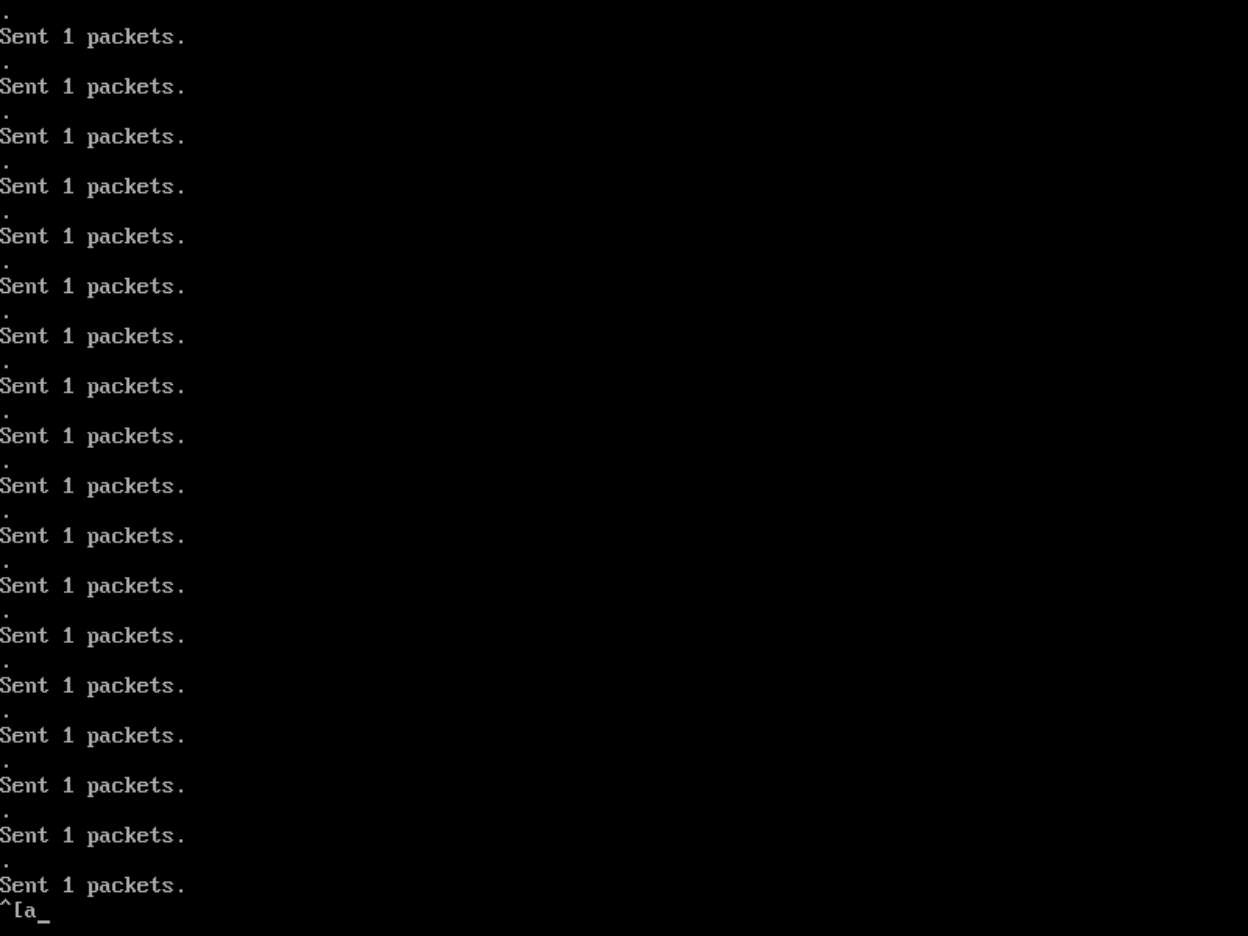 .
Sent 1 packets.
.
Sent 1 packets.
.
Sent 1 packets.
.
Sent 1 packets.
.
Sent 1 packets.
.
Sent 1 packets.
.
Sent 1 packets.
.
Sent 1 packets.
.
Sent 1 packets.
.
Sent 1 packets.
.
Sent 1 packets.
.
Sent 1 packets.
.
Sent 1 packets.
.
Sent 1 packets.
.
Sent 1 packets.
.
Sent 1 packets.
.
Sent 1 packets.
.
Sent 1 packets.
^[a_